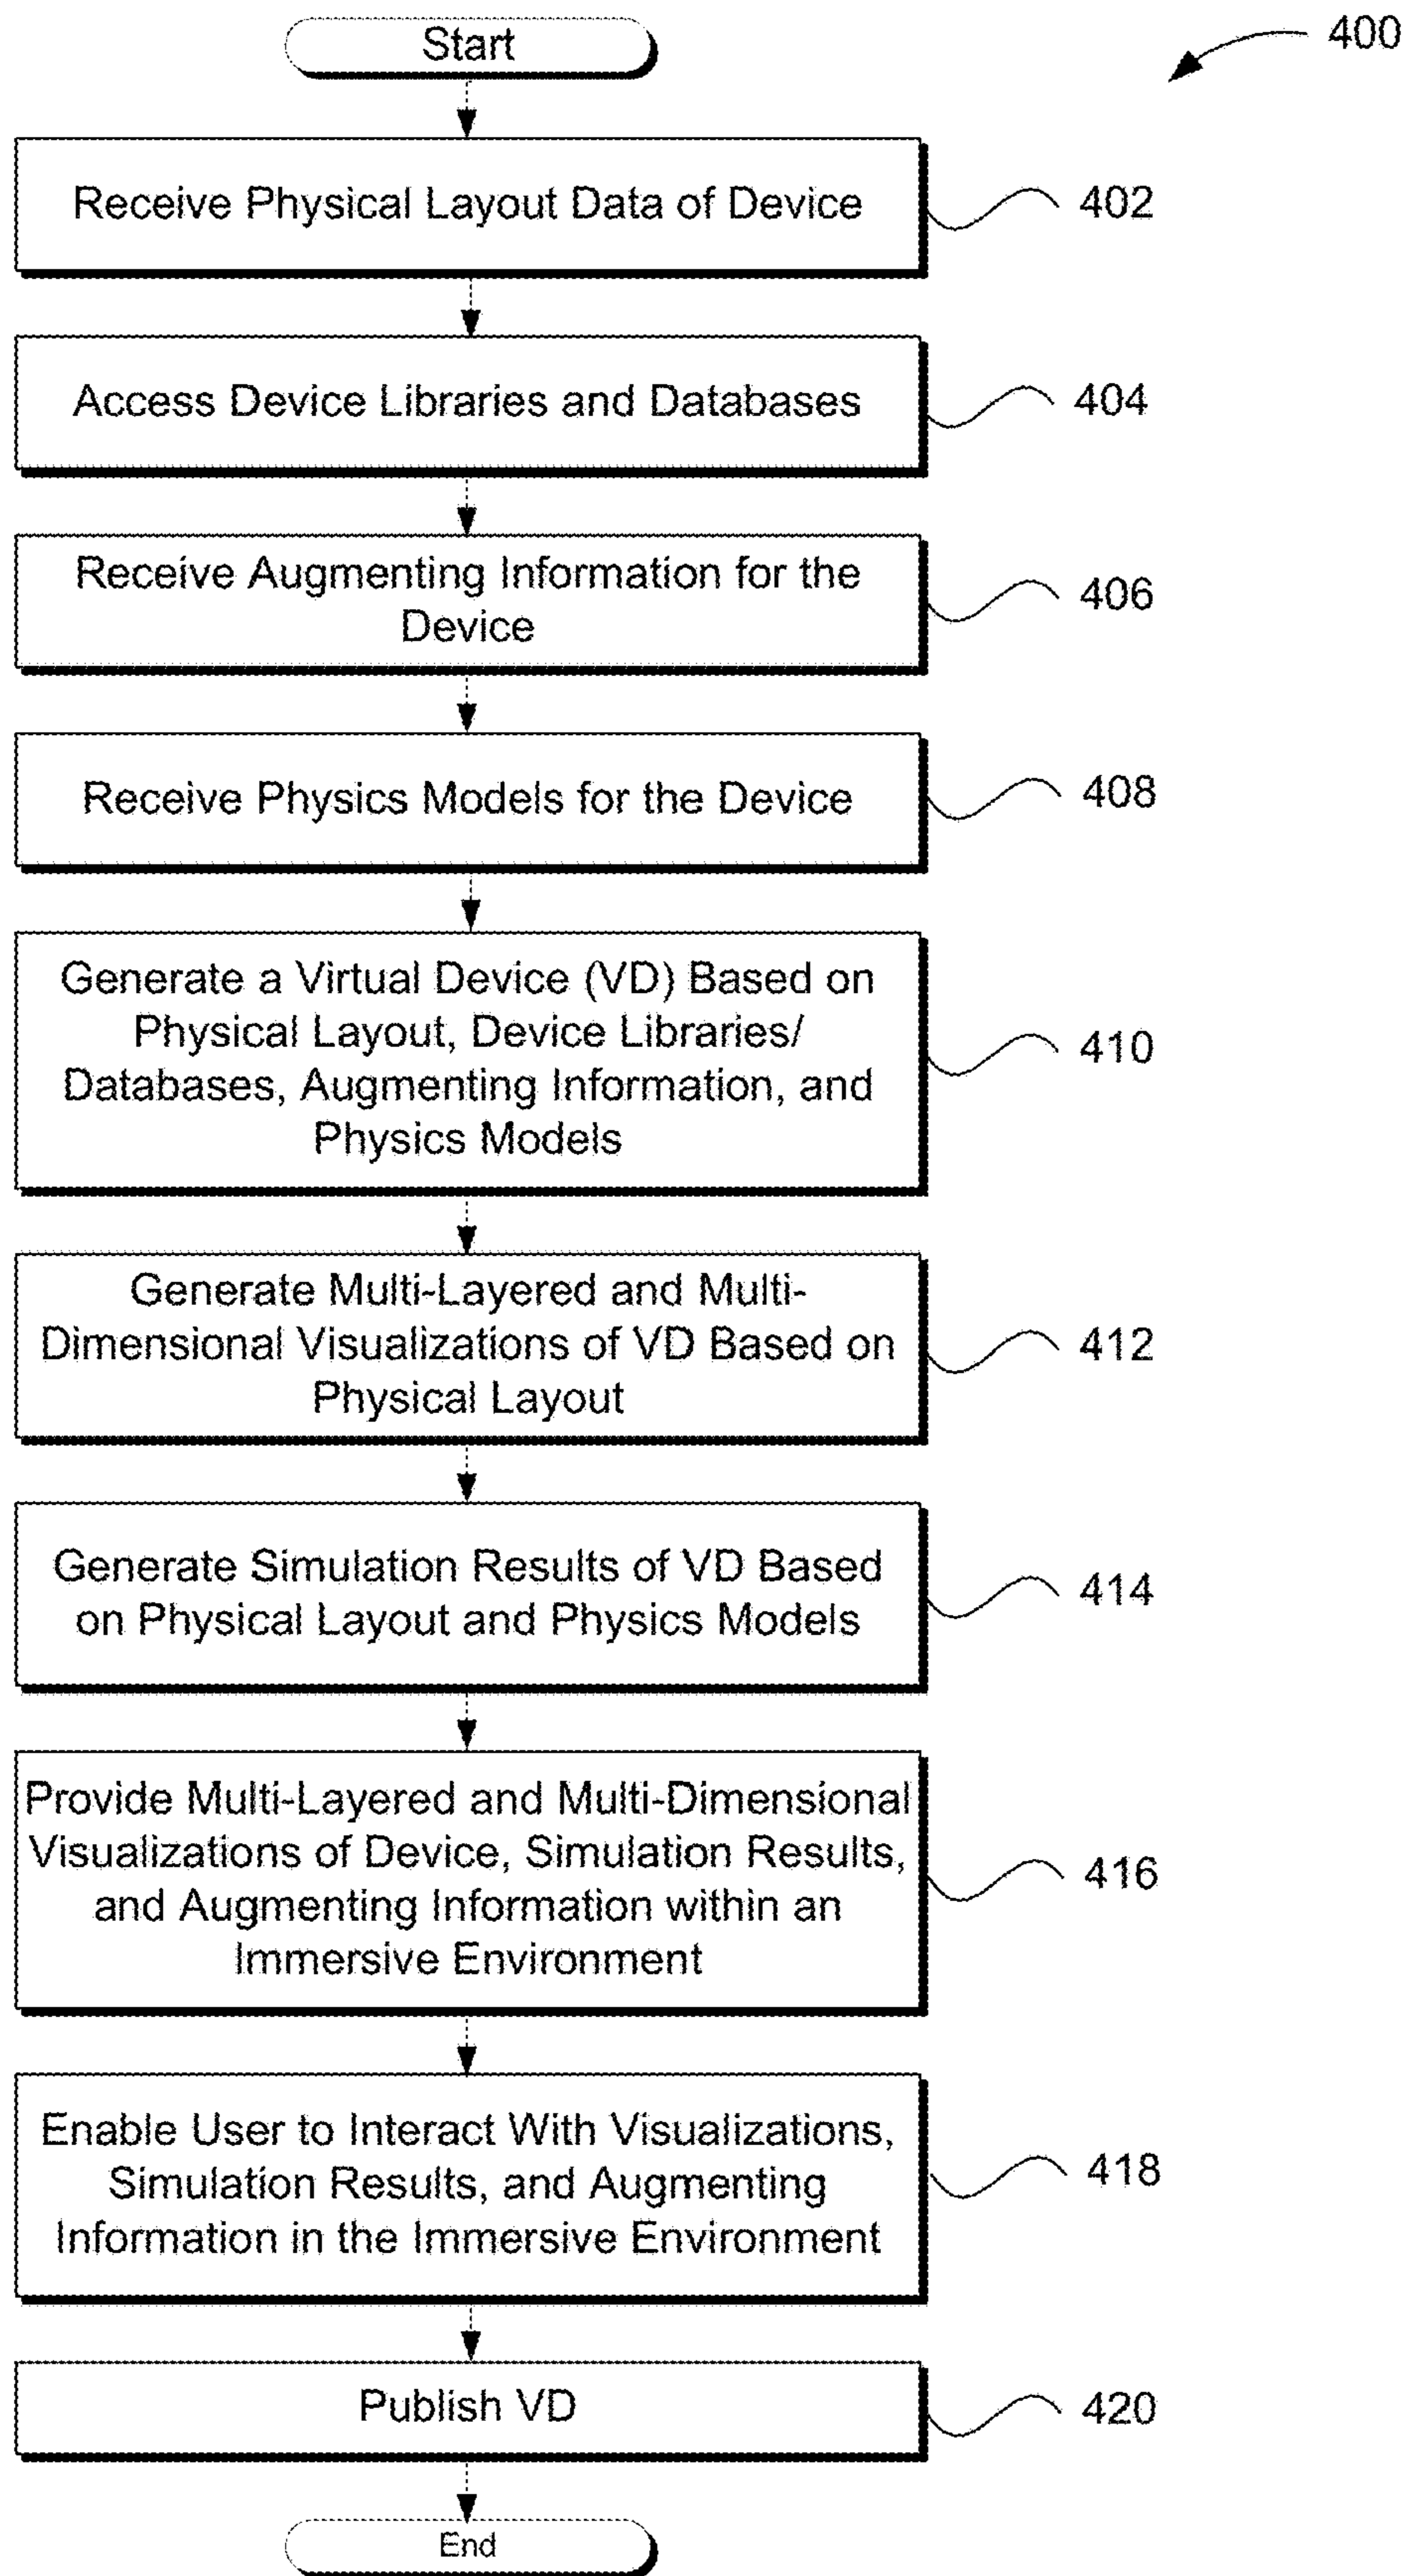 Start
400
Receive Physical Layout Data of Device
402
Access Device Libraries and Databases
404
Receive Augmenting Information for the
Device
406
Receive Physics Models for the Device
408
Generate a Virtual Device (VD) Based on
Physical Layout, Device Libraries/
Databases, Augmenting Information, and
Physics Models
410
Generate Multi-Layered and Multi-
Dimensional Visualizations of VD Based on
Physical Layout
412
Generate Simulation Results of VD Based
on Physical Layout and Physics Models
414
Provide Multi-Layered and Multi-Dimensional
Visualizations of Device, Simulation Results,
and Augmenting Information within an
Immersive Environment
416
Enable User to Interact With Visualizations,
Simulation Results, and Augmenting
Information in the Immersive Environment
418
Publish VD
420
End